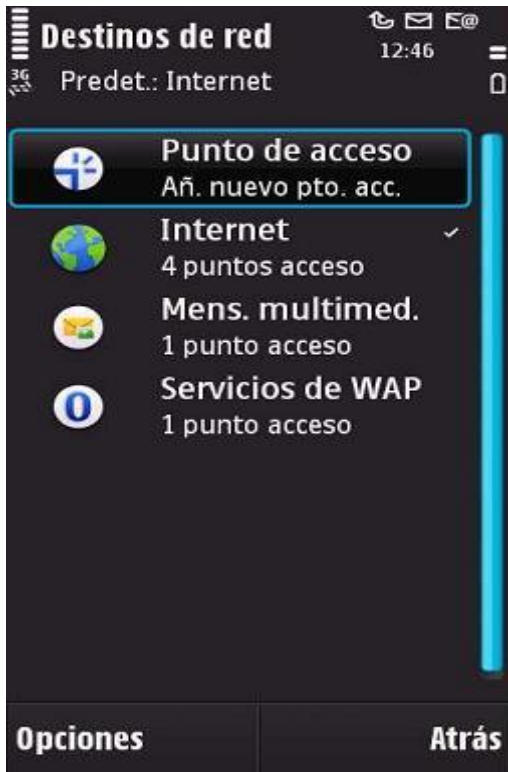 Destinos de red
12:46
3G
Predet.: Internet
Punto de acceso
Añ. nuevo pto. acc.
Internet
4 puntos acceso
Mens. multimed.
1 punto acceso
Servicios de WAP
1 punto acceso
Opciones
Atrás